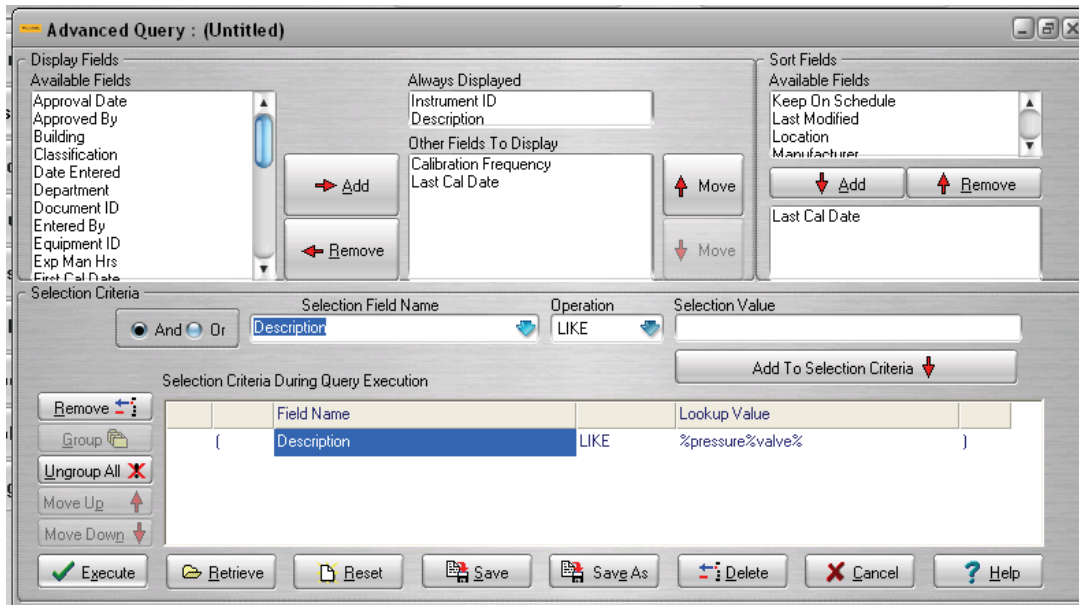 Advanced Query : (Untitled)
Display Fields
Available Fields
Approval Date
Approved By
Building
Classification
Date Entered
Department
Document ID
Entered By
Equipment ID
Exp Man Hrs
First Cal Date
Add
Remove
Always Displayed
Instrument ID
Description
Other Fields To Display
Calibration Frequency
Last Cal Date
Move
Move
Sort Fields
Available Fields
Keep On Schedule
Last Modified
Location
Manufacturer
Add Remove
Last Cal Date
Selection Criteria
And Or
Selection Field Name
Description
Operation
LIKE
Selection Value
Add To Selection Criteria
Selection Criteria During Query Execution
Remove
Group
Ungroup All
Move Up
Move Down
Field Name Lookup Value
( Description LIKE %pressure%valve% )
Execute Retrieve Reset Save Save As Delete Cancel Help